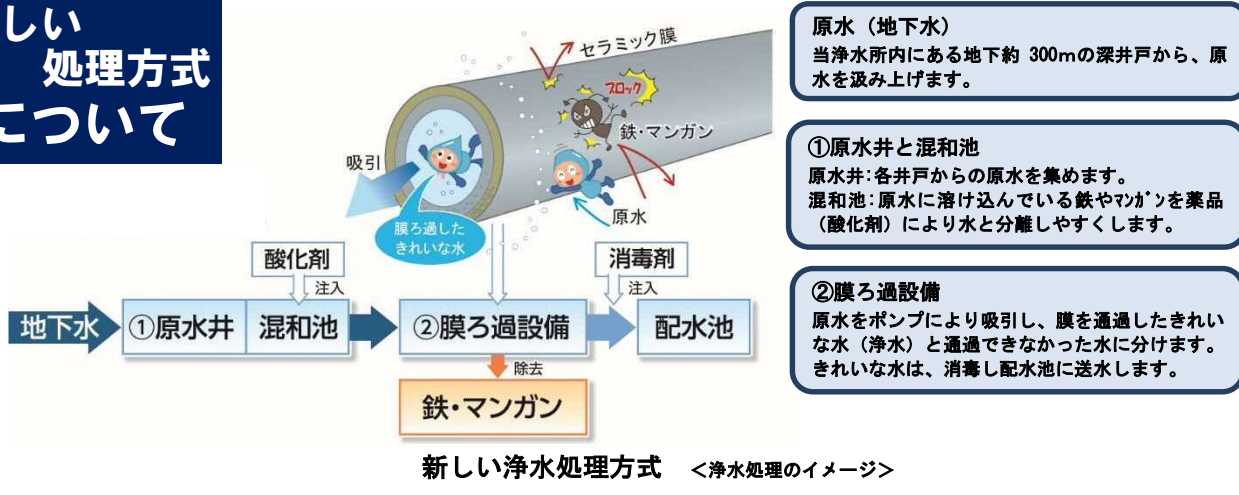 しい
処理方式
について
セラミック膜
ブロック
鉄・マンガン
吸引
原水
膜ろ過した
きれいな水
酸化剤
注入
消毒剤
注入
地下水
①原水井
混和池
②膜ろ過設備
配水池
除去
鉄・マンガン
新しい浄水処理方式 <浄水処理のイメージ>
原水（地下水）
当浄水所内にある地下約 300mの深井戸から、原
水を汲み上げます。
①原水井と混和池
原水井:各井戸からの原水を集めます。
混和池:原水に溶け込んでいる鉄やﾏﾝｶﾞﾝを薬品
（酸化剤）により水と分離しやすくします。
②膜ろ過設備
原水をポンプにより吸引し、膜を通過したきれい
な水（浄水）と通過できなかった水に分けます。
きれいな水は、消毒し配水池に送水します。